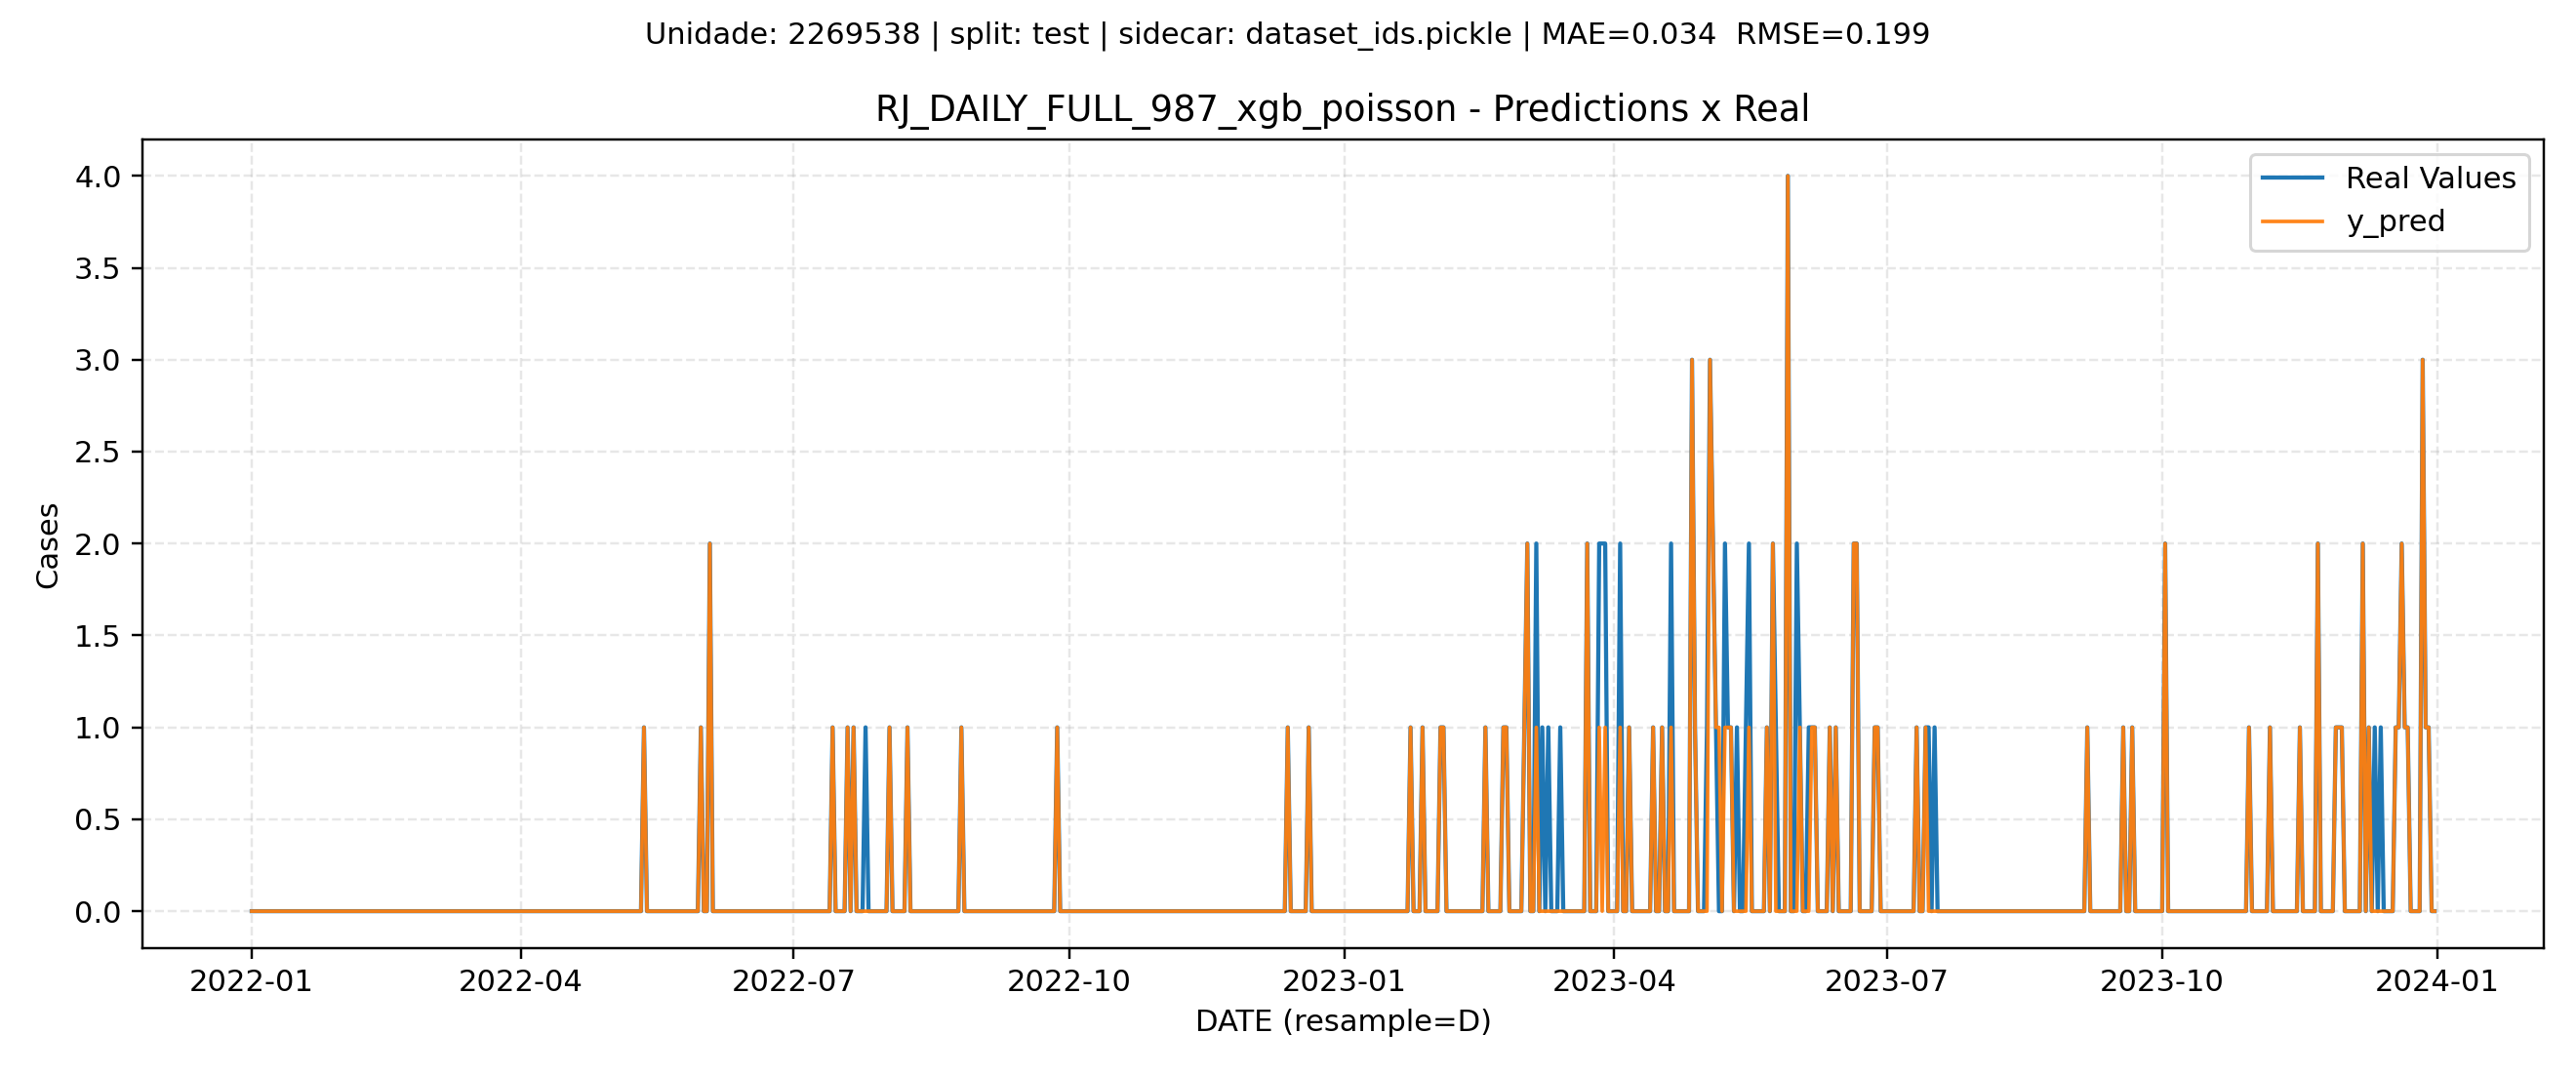 Unidade: 2269538 | split: test | sidecar: dataset_ids.pickle | MAE=0.034  RMSE=0.199
RJ_DAILY_FULL_987_xgb_poisson - Predictions x Real
Real Values
y_pred
4.0
3.5
3.0
2.5
2.0
1.5
1.0
0.5
0.0
Cases
2022-01 2022-04 2022-07 2022-10 2023-01 2023-04 2023-07 2023-10 2024-01
DATE (resample=D)